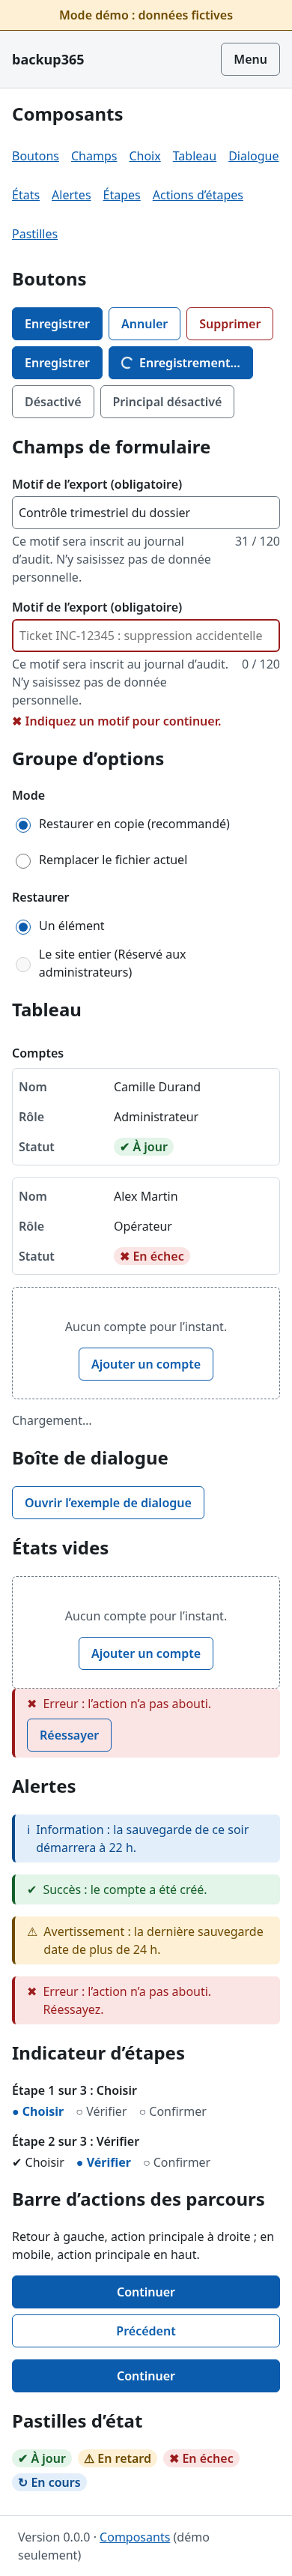 Mode démo : données fictives
backup365
Menu
Composants
Boutons Champs Choix Tableau Dialogue
États Alertes Étapes Actions d’étapes
Pastilles
Boutons
Enregistrer Annuler Supprimer
Enregistrer Enregistrement…
Désactivé Principal désactivé
Champs de formulaire
Motif de l’export (obligatoire)
Contrôle trimestriel du dossier
Ce motif sera inscrit au journal 31 / 120
d’audit. N’y saisissez pas de donnée
personnelle.
Motif de l’export (obligatoire)
Ticket INC-12345 : suppression accidentelle
Ce motif sera inscrit au journal d’audit. 0 / 120
N’y saisissez pas de donnée
personnelle.
✖ Indiquez un motif pour continuer.
Groupe d’options
Mode
Restaurer en copie (recommandé)
Remplacer le fichier actuel
Restaurer
Un élément
Le site entier (Réservé aux
administrateurs)
Tableau
Comptes
Nom Camille Durand
Rôle Administrateur
Statut ✔ À jour
Nom Alex Martin
Rôle Opérateur
Statut ✖ En échec
Aucun compte pour l’instant.
Ajouter un compte
Chargement…
Boîte de dialogue
Ouvrir l’exemple de dialogue
États vides
Aucun compte pour l’instant.
Ajouter un compte
✖ Erreur : l’action n’a pas abouti.
Réessayer
Alertes
i Information : la sauvegarde de ce soir
démarrera à 22 h.
✔ Succès : le compte a été créé.
⚠ Avertissement : la dernière sauvegarde
date de plus de 24 h.
✖ Erreur : l’action n’a pas abouti.
Réessayez.
Indicateur d’étapes
Étape 1 sur 3 : Choisir
● Choisir ○ Vérifier ○ Confirmer
Étape 2 sur 3 : Vérifier
✔ Choisir ● Vérifier ○ Confirmer
Barre d’actions des parcours
Retour à gauche, action principale à droite ; en
mobile, action principale en haut.
Continuer
Précédent
Continuer
Pastilles d’état
✔ À jour ⚠ En retard ✖ En échec
↻ En cours
Version 0.0.0 · Composants (démo
seulement)